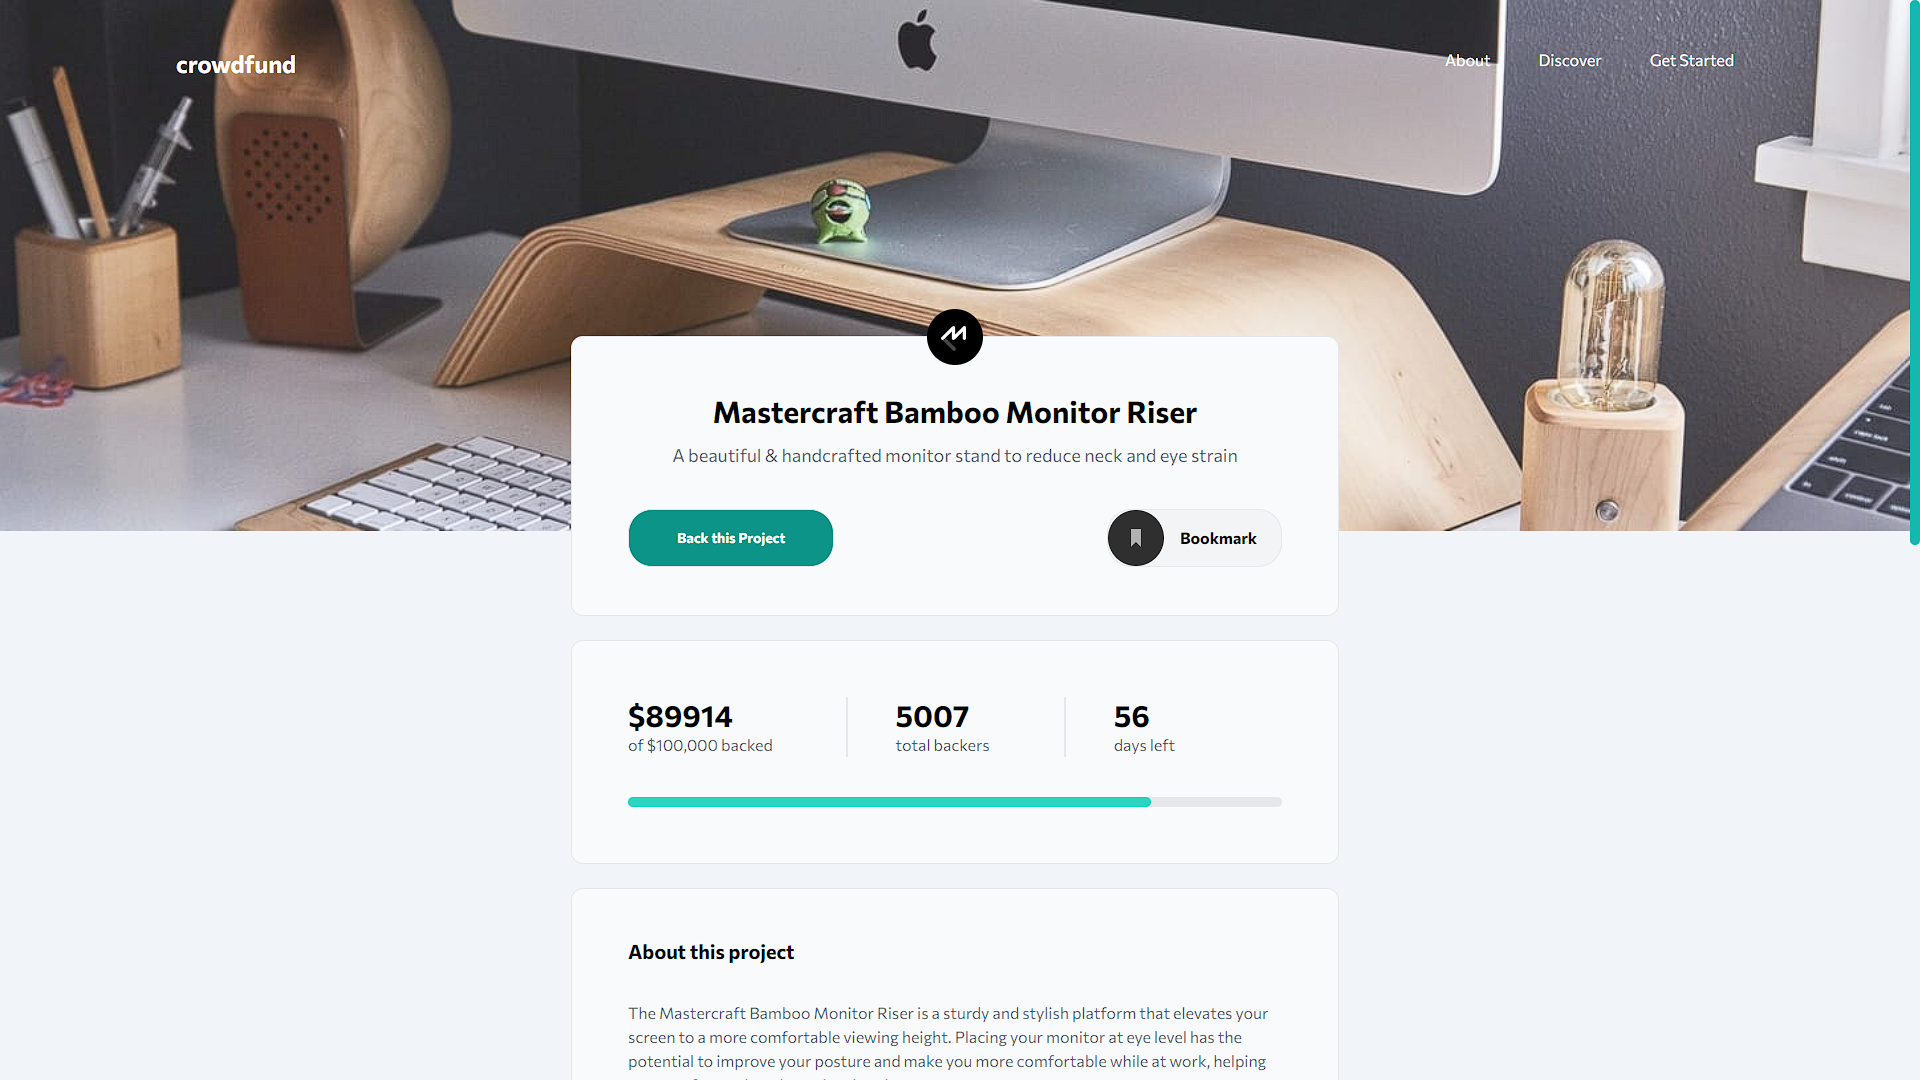 crowdfund
About
Discover
Get Started
Mastercraft Bamboo Monitor Riser
A beautiful & handcrafted monitor stand to reduce neck and eye strain
Back this Project
Bookmark
$89914
of $100,000 backed
5007
total backers
56
days left
About this project
The Mastercraft Bamboo Monitor Riser is a sturdy and stylish platform that elevates your
screen to a more comfortable viewing height. Placing your monitor at eye level has the
potential to improve your posture and make you more comfortable while at work, helping